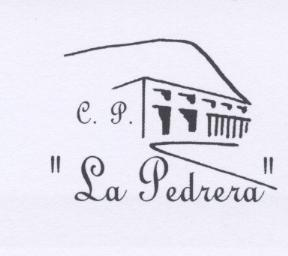 C. P.
" La Pedrera "